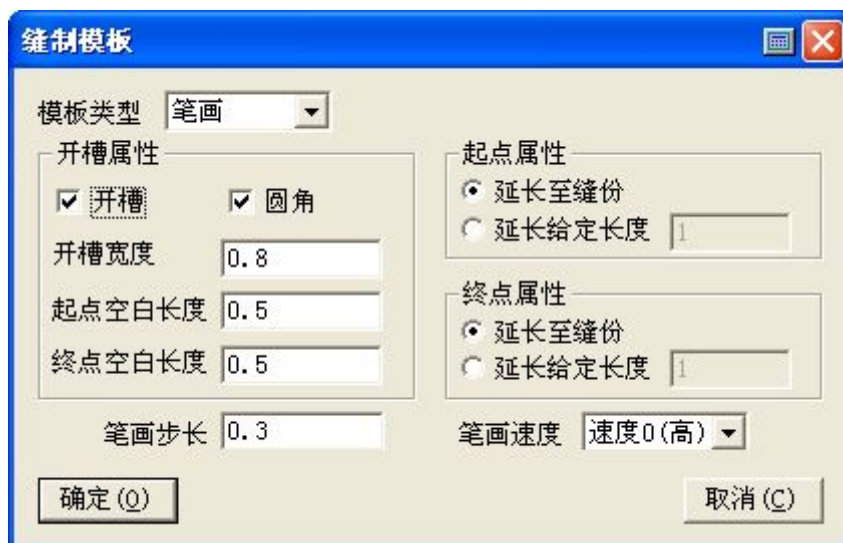 缝制模板
模板类型 笔画
开槽属性
开槽 圆角
开槽宽度 0.8
起点空白长度 0.5
终点空白长度 0.5
起点属性
延长至缝份
延长给定长度 1
终点属性
延长至缝份
延长给定长度 1
笔画步长 0.3
笔画速度 速度0(高)
确定(O)
取消(C)